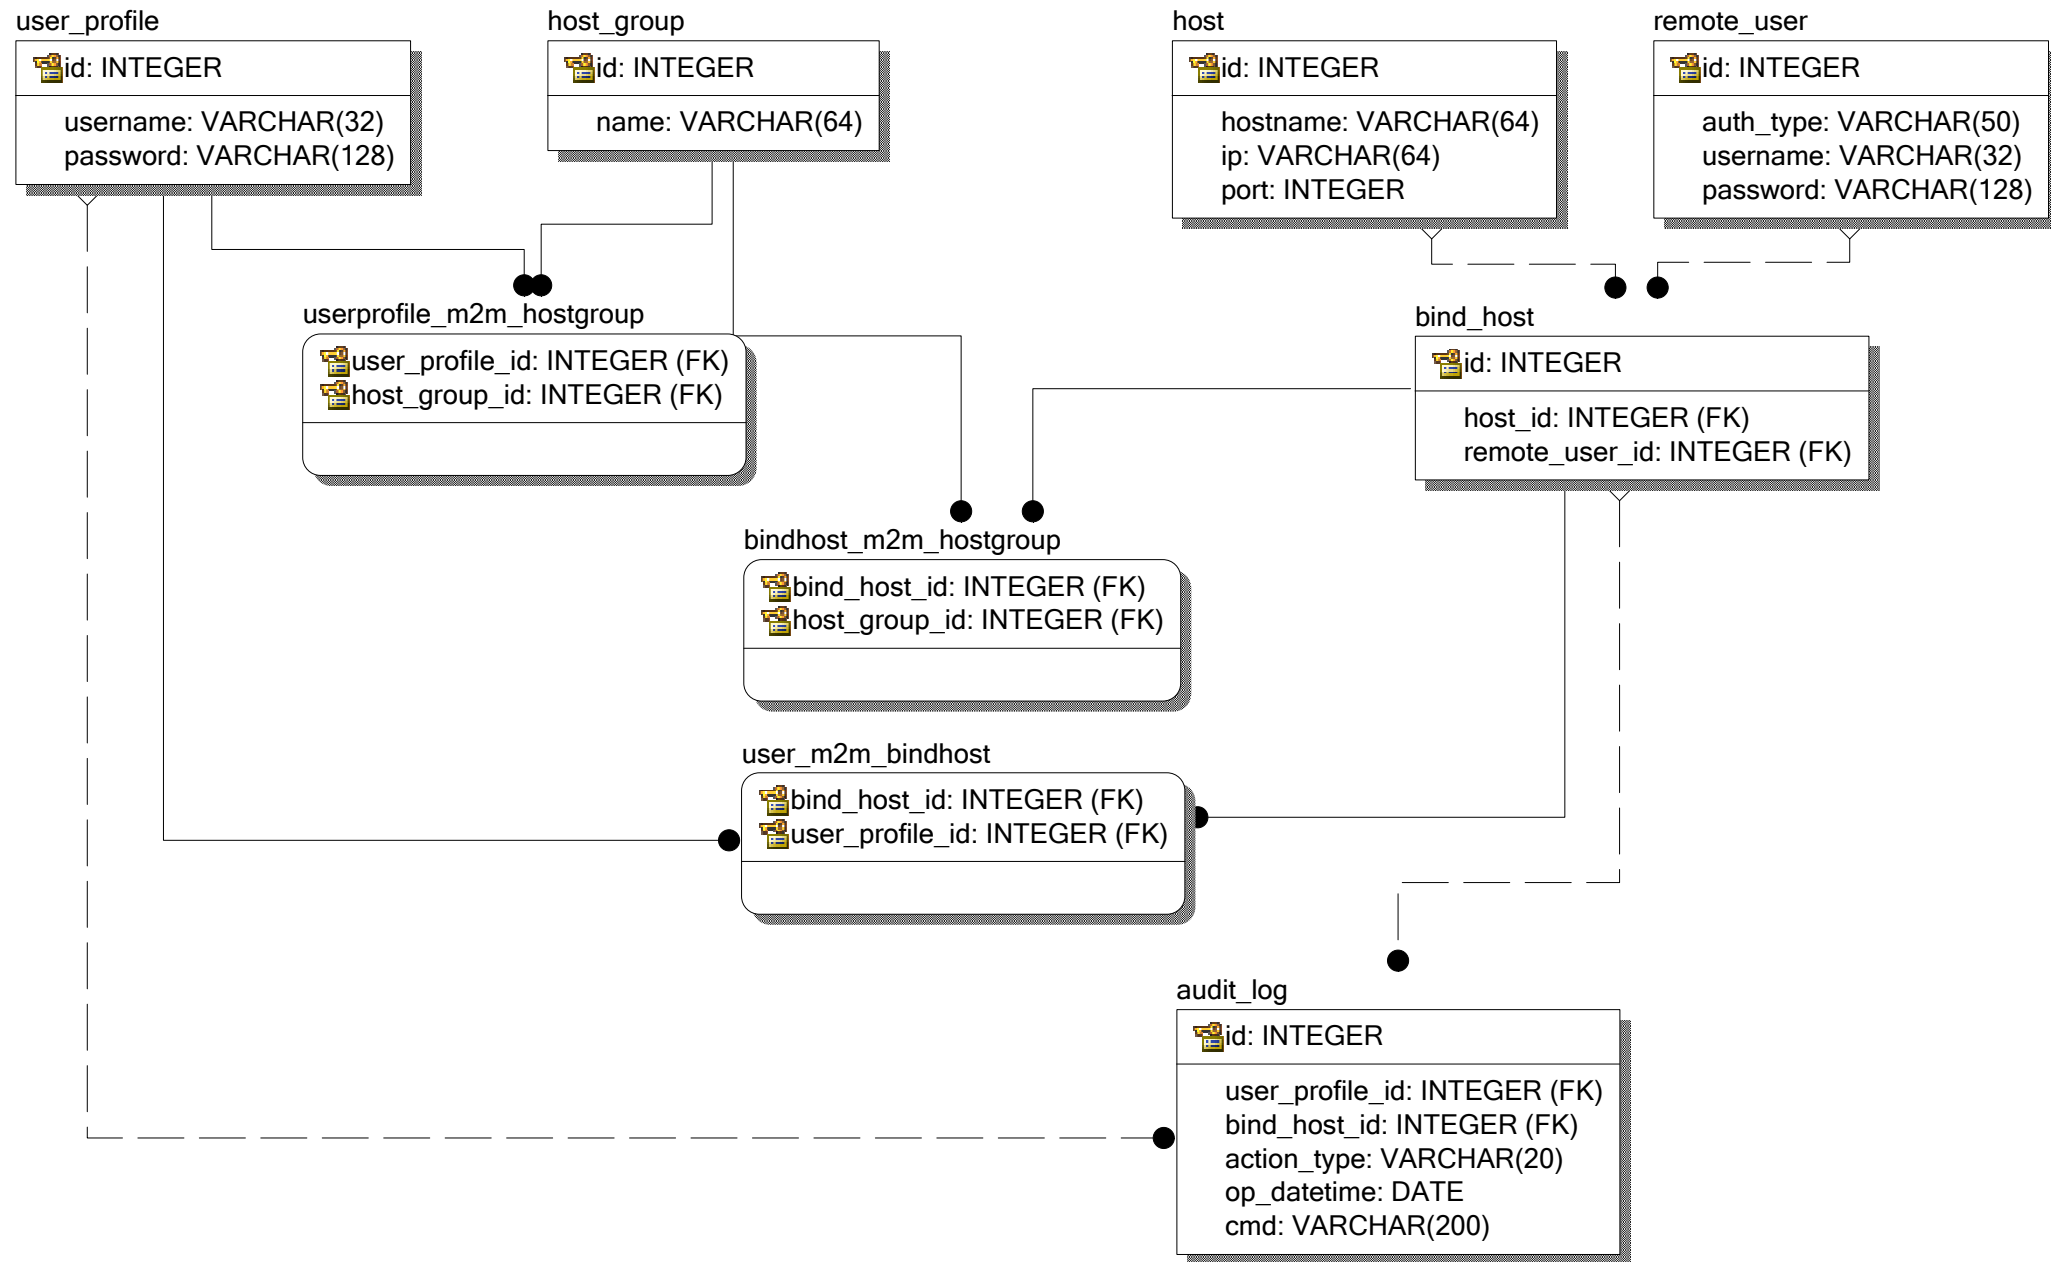 user_profile
id: INTEGER
username: VARCHAR(32)
password: VARCHAR(128)
host_group
id: INTEGER
name: VARCHAR(64)
host
id: INTEGER
hostname: VARCHAR(64)
ip: VARCHAR(64)
port: INTEGER
remote_user
id: INTEGER
auth_type: VARCHAR(50)
username: VARCHAR(32)
password: VARCHAR(128)
userprofile_m2m_hostgroup
user_profile_id: INTEGER (FK)
host_group_id: INTEGER (FK)
bind_host
id: INTEGER
host_id: INTEGER (FK)
remote_user_id: INTEGER (FK)
bindhost_m2m_hostgroup
bind_host_id: INTEGER (FK)
host_group_id: INTEGER (FK)
user_m2m_bindhost
bind_host_id: INTEGER (FK)
user_profile_id: INTEGER (FK)
audit_log
id: INTEGER
user_profile_id: INTEGER (FK)
bind_host_id: INTEGER (FK)
action_type: VARCHAR(20)
op_datetime: DATE
cmd: VARCHAR(200)